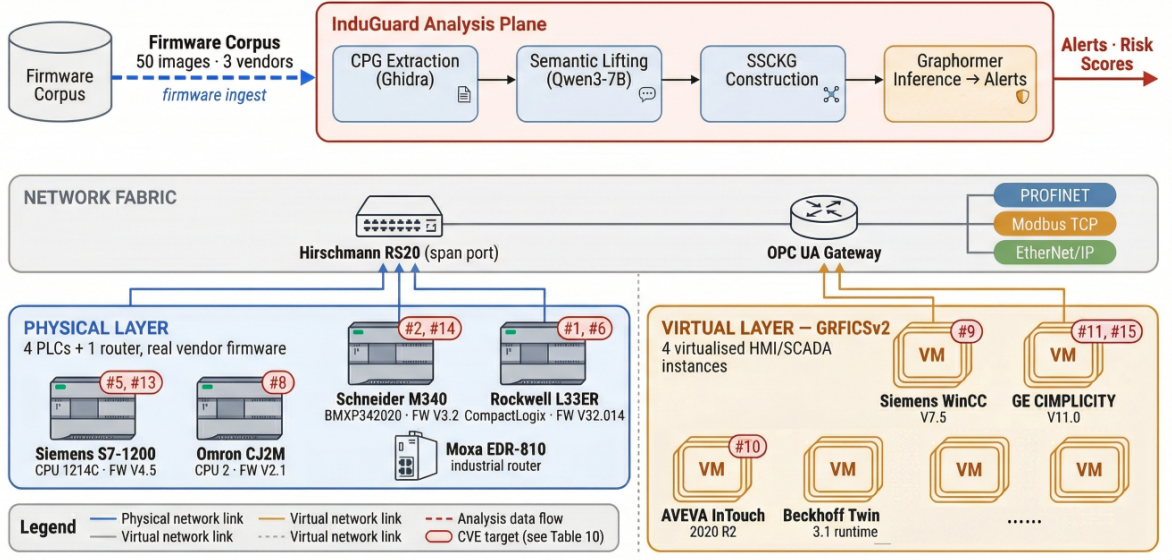 InduGuard Analysis Plane
Firmware Corpus
50 images · 3 vendors
firmware ingest
Firmware
Corpus
CPG Extraction
(Ghidra)
Semantic Lifting
(Qwen3-7B)
SSCKG
Construction
Graphormer
Inference → Alerts
Alerts · Risk
Scores
NETWORK FABRIC
Hirschmann RS20 (span port)
OPC UA Gateway
PROFINET
Modbus TCP
EtherNet/IP
PHYSICAL LAYER
4 PLCs + 1 router, real vendor firmware
#5, #13
Siemens S7-1200
CPU 1214C · FW V4.5
#8
Omron CJ2M
CPU 2 · FW V2.1
#2, #14
Schneider M340
BMXP342020 · FW V3.2
#1, #6
Rockwell L33ER
CompactLogix · FW V32.014
Moxa EDR-810
industrial router
VIRTUAL LAYER — GRFICSv2
4 virtualised HMI/SCADA
instances
VM
#9
Siemens WinCC
V7.5
VM
#11, #15
GE CIMPLICITY
V11.0
VM
#10
AVEVA InTouch
2020 R2
VM
Beckhoff Twin
3.1 runtime
VM
VM
......
Legend
Physical network link
Virtual network link
Analysis data flow
Virtual network link
Virtual network link
CVE target (see Table 10)